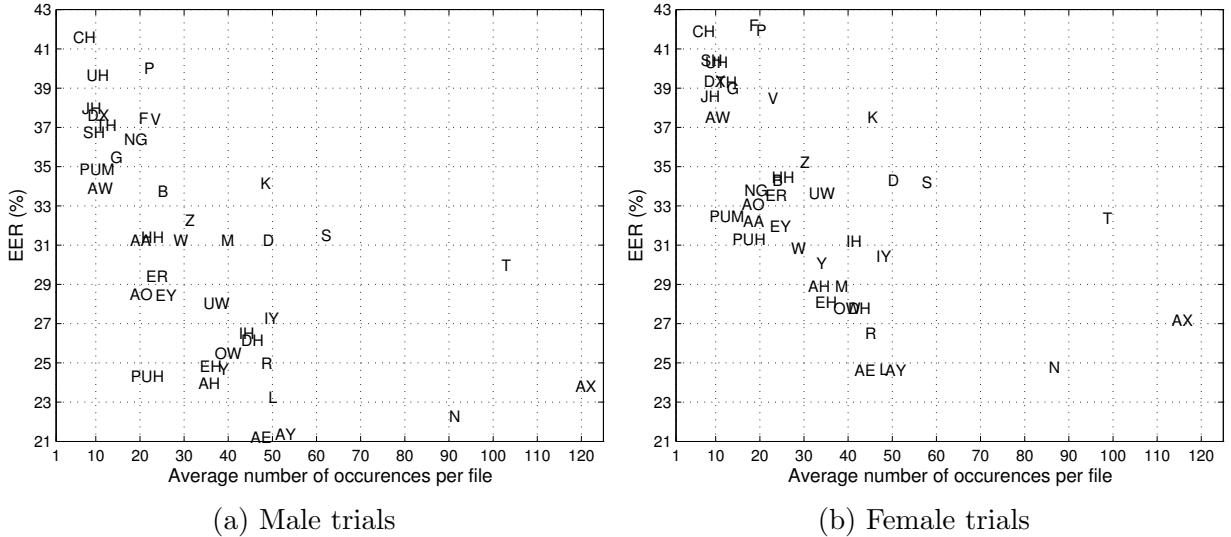 43
41
39
37
35
33
31
29
27
25
23
21
EER (%)
CH
P
UH
JH
DX
TH
F V
SH
NG
G
PUM
AW
B
K
Z
AA
HH
W
M
D
S
T
ER
AO
EY
UW
IY
IH
DH
OW
EH
Y
R
PUH
AH
AX
L
N
AE
AY
1 10 20 30 40 50 60 70 80 90 100 110 120
Average number of occurences per file
(a) Male trials
43
41
39
37
35
33
31
29
27
25
23
21
EER (%)
CH
F
P
SH
UH
DX
TH
G
JH
V
AW
K
Z
B
HH
D
S
NG
ER
UW
AO
PUM
AA
EY
T
PUH
W
IH
IY
Y
AH
M
EH
OW
DH
AX
R
AE
L
AY
N
1 10 20 30 40 50 60 70 80 90 100 110 120
Average number of occurences per file
(b) Female trials